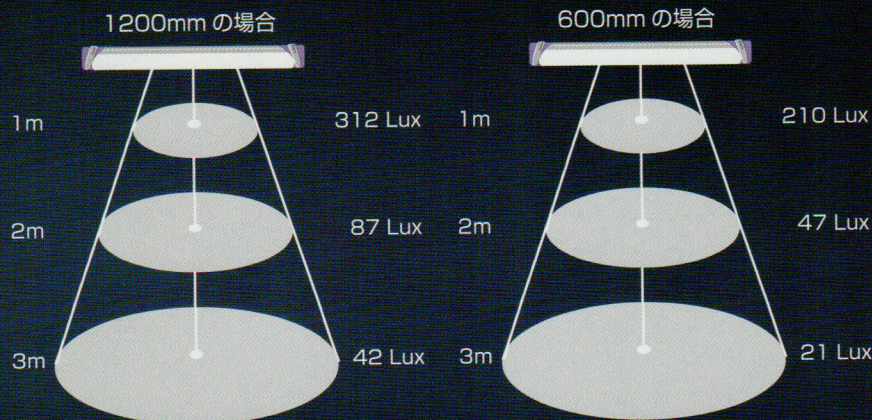 1200mm の場合
1m 312 Lux
2m 87 Lux
3m 42 Lux
600mm の場合
1m 210 Lux
2m 47 Lux
3m 21 Lux